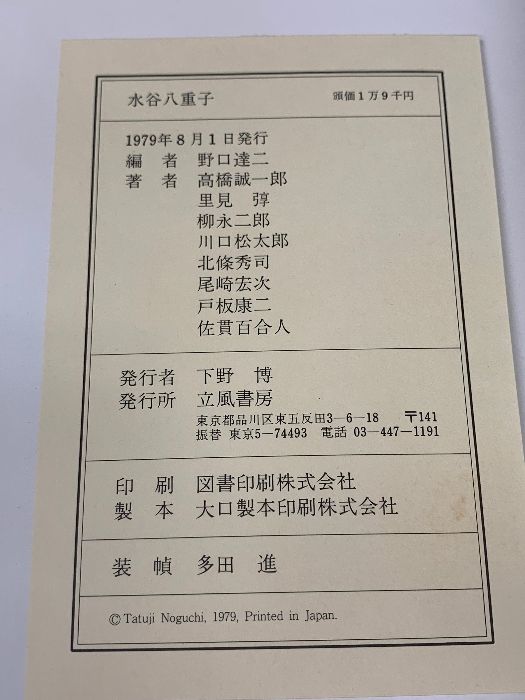 水谷八重子 頒価1万9千円
1979年8月1日発行
編 者 野口達二
著 者 高橋誠一郎
里見 弴
柳永二郎
川口松太郎
北條秀司
尾崎宏次
戸板康二
佐貫百合人
発行者 下野 博
発行所 立風書房
東京都品川区東五反田3-6-18 〒141
振替 東京5-74493 電話 03-447-1191
印 刷 図書印刷株式会社
製 本 大口製本印刷株式会社
装 幀 多田 進
© Tatuji Noguchi, 1979, Printed in Japan.